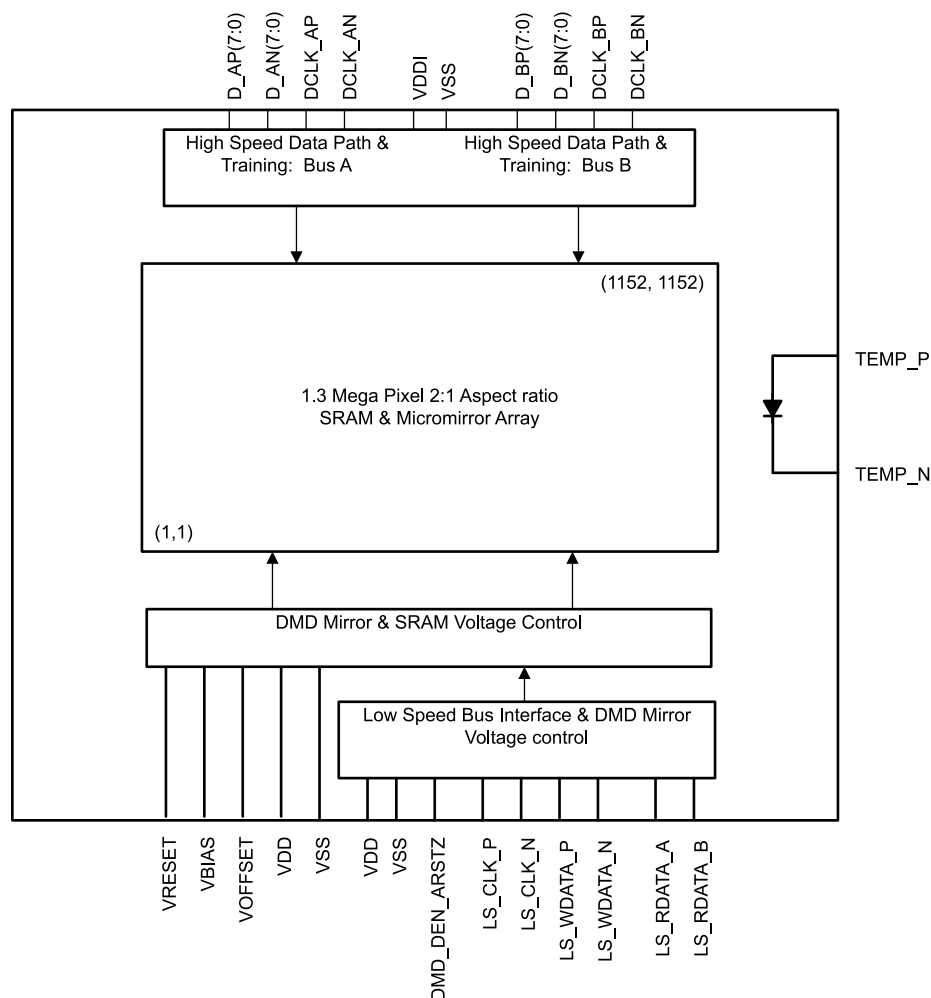 D_AP(7:0)
D_AN(7:0)
DCLK_AP
DCLK_AN
VDDI
VSS
D_BP(7:0)
D_BN(7:0)
DCLK_BP
DCLK_BN
High Speed Data Path &
Training: Bus A
High Speed Data Path &
Training: Bus B
(1152, 1152)
1.3 Mega Pixel 2:1 Aspect ratio
SRAM & Micromirror Array
(1,1)
TEMP_P
TEMP_N
DMD Mirror & SRAM Voltage Control
Low Speed Bus Interface & DMD Mirror
Voltage control
VRESET
VBIAS
VOFFSET
VDD
VSS
VDD
VSS
DMD_DEN_ARSTZ
LS_CLK_P
LS_CLK_N
LS_WDATA_P
LS_WDATA_N
LS_RDATA_A
LS_RDATA_B